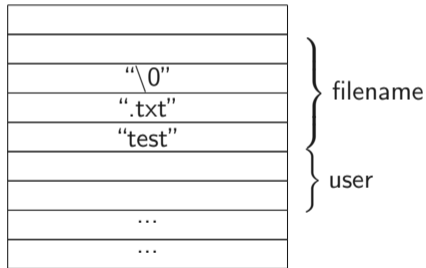 “\0”
filename
“.txt”
“test”
user
...
...